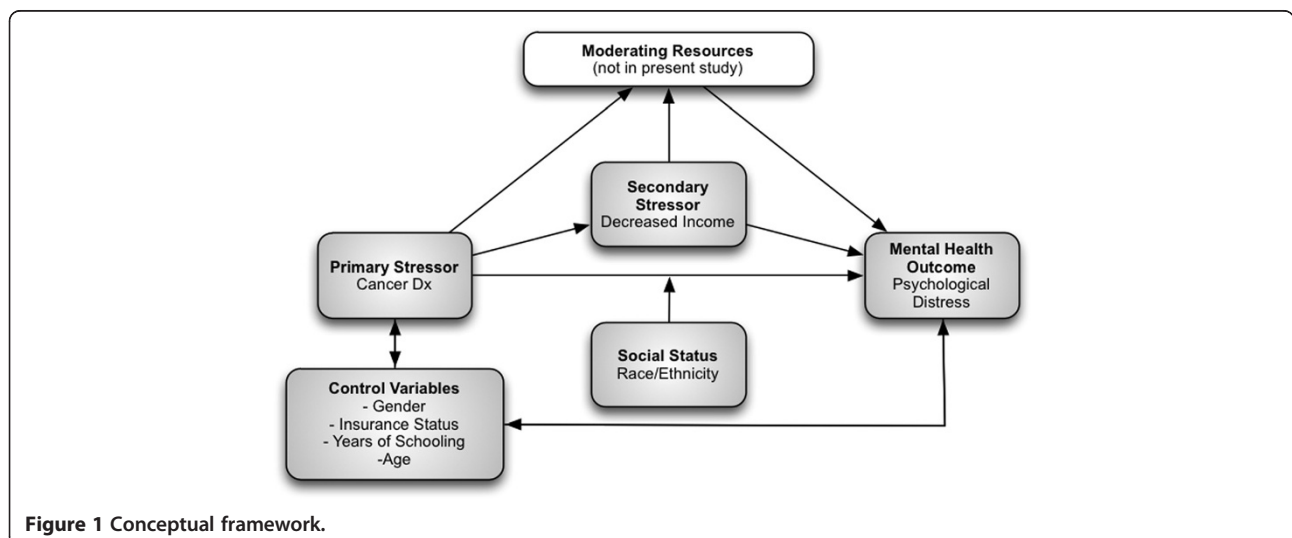 Moderating Resources
(not in present study)
Secondary
Stressor
Decreased Income
Primary Stressor
Cancer Dx
Mental Health
Outcome
Psychological
Distress
Social Status
Race/Ethnicity
Control Variables
- Gender
- Insurance Status
- Years of Schooling
-Age
Figure 1 Conceptual framework.